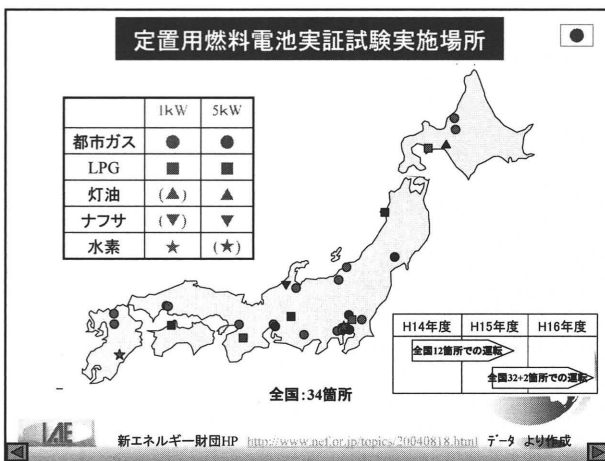 定置用燃料電池実証試験実施場所
1kW 5kW
都市ガス ● ●
LPG ■ ■
灯油 (▲) ▲
ナフサ (▼) ▼
水素 ★ (★)
H14年度 H15年度 H16年度
全国12箇所での運転
全国32+2箇所での運転
全国:34箇所
IAE
新エネルギー財団HP http://www.nef.or.jp/topics/20040818.html データ より作成